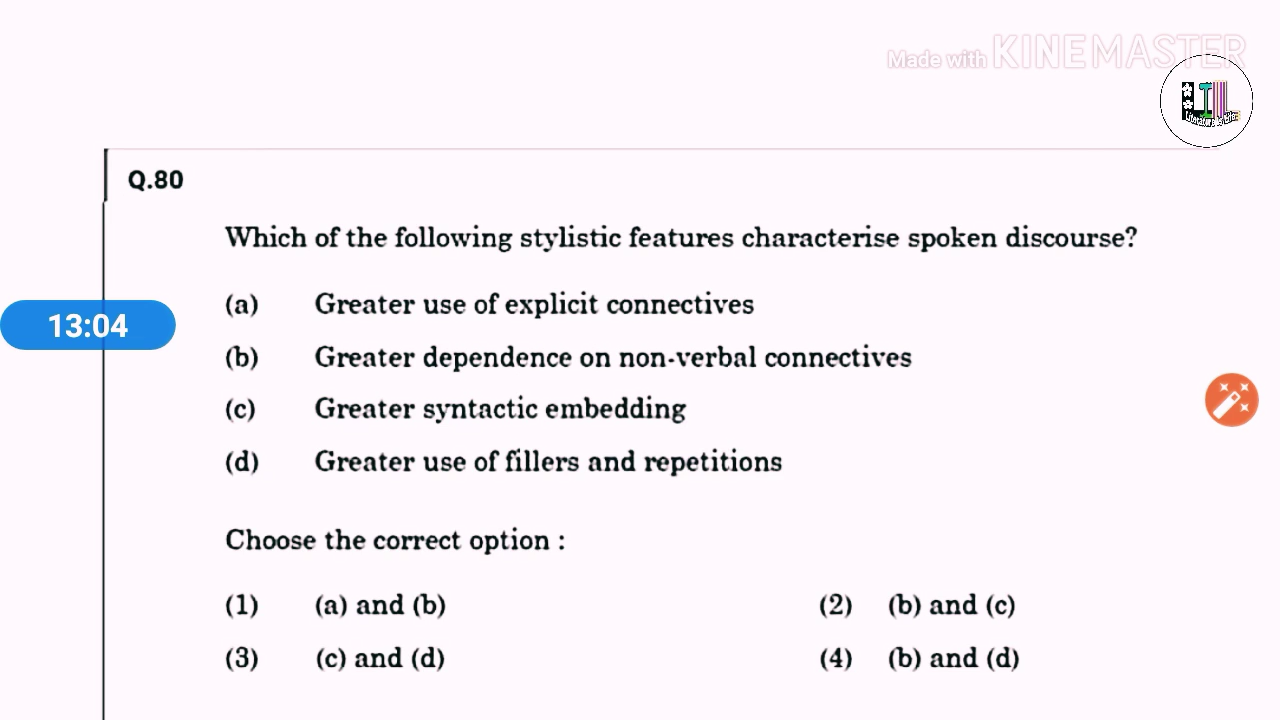 Made with KINEMASTER
LIL
Q.80
Which of the following stylistic features characterise spoken discourse?
(a) Greater use of explicit connectives
13:04
(b) Greater dependence on non-verbal connectives
(c) Greater syntactic embedding
(d) Greater use of fillers and repetitions
Choose the correct option :
(1) (a) and (b) (2) (b) and (c)
(3) (c) and (d) (4) (b) and (d)